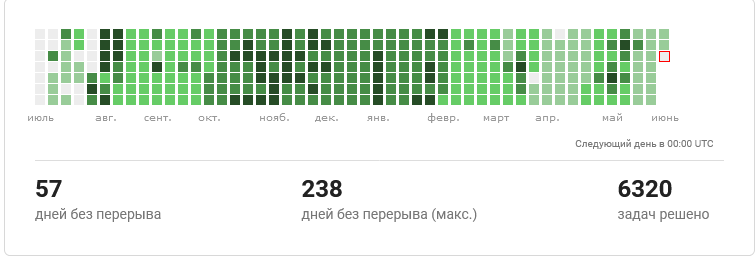 июль авг. сент. окт. нояб. дек. янв. февр. март апр. май июнь
Следующий день в 00:00 UTC
57 238 6320
дней без перерыва дней без перерыва (макс.) задач решено